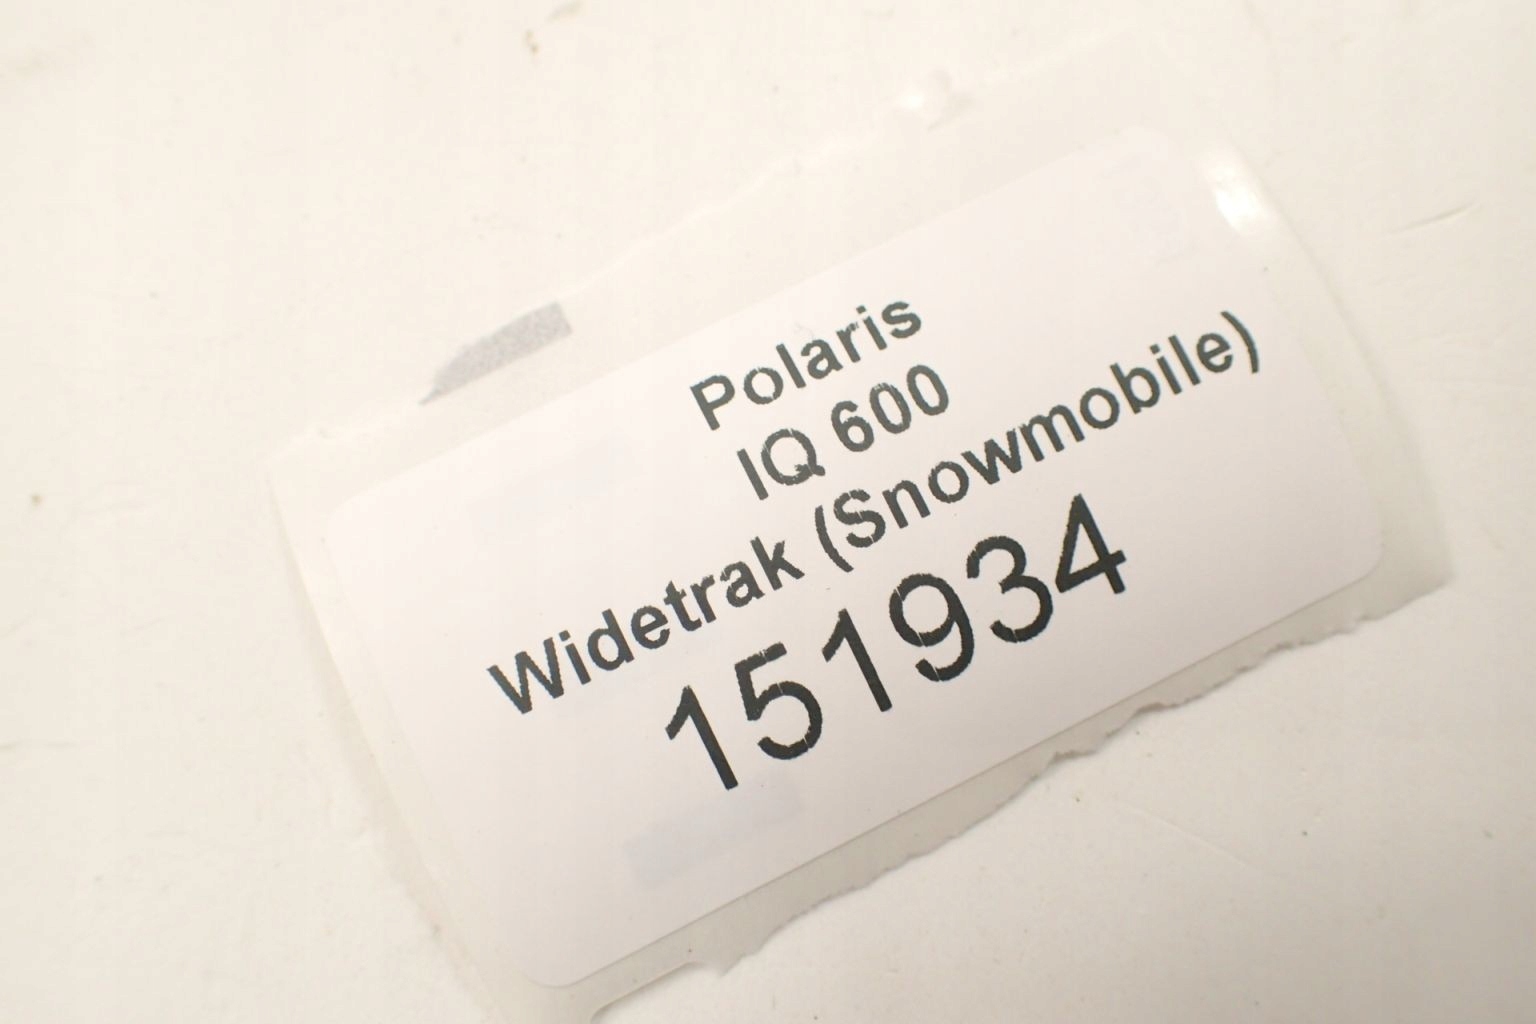 Polaris
IQ 600
Widetrak (Snowmobile)
151934